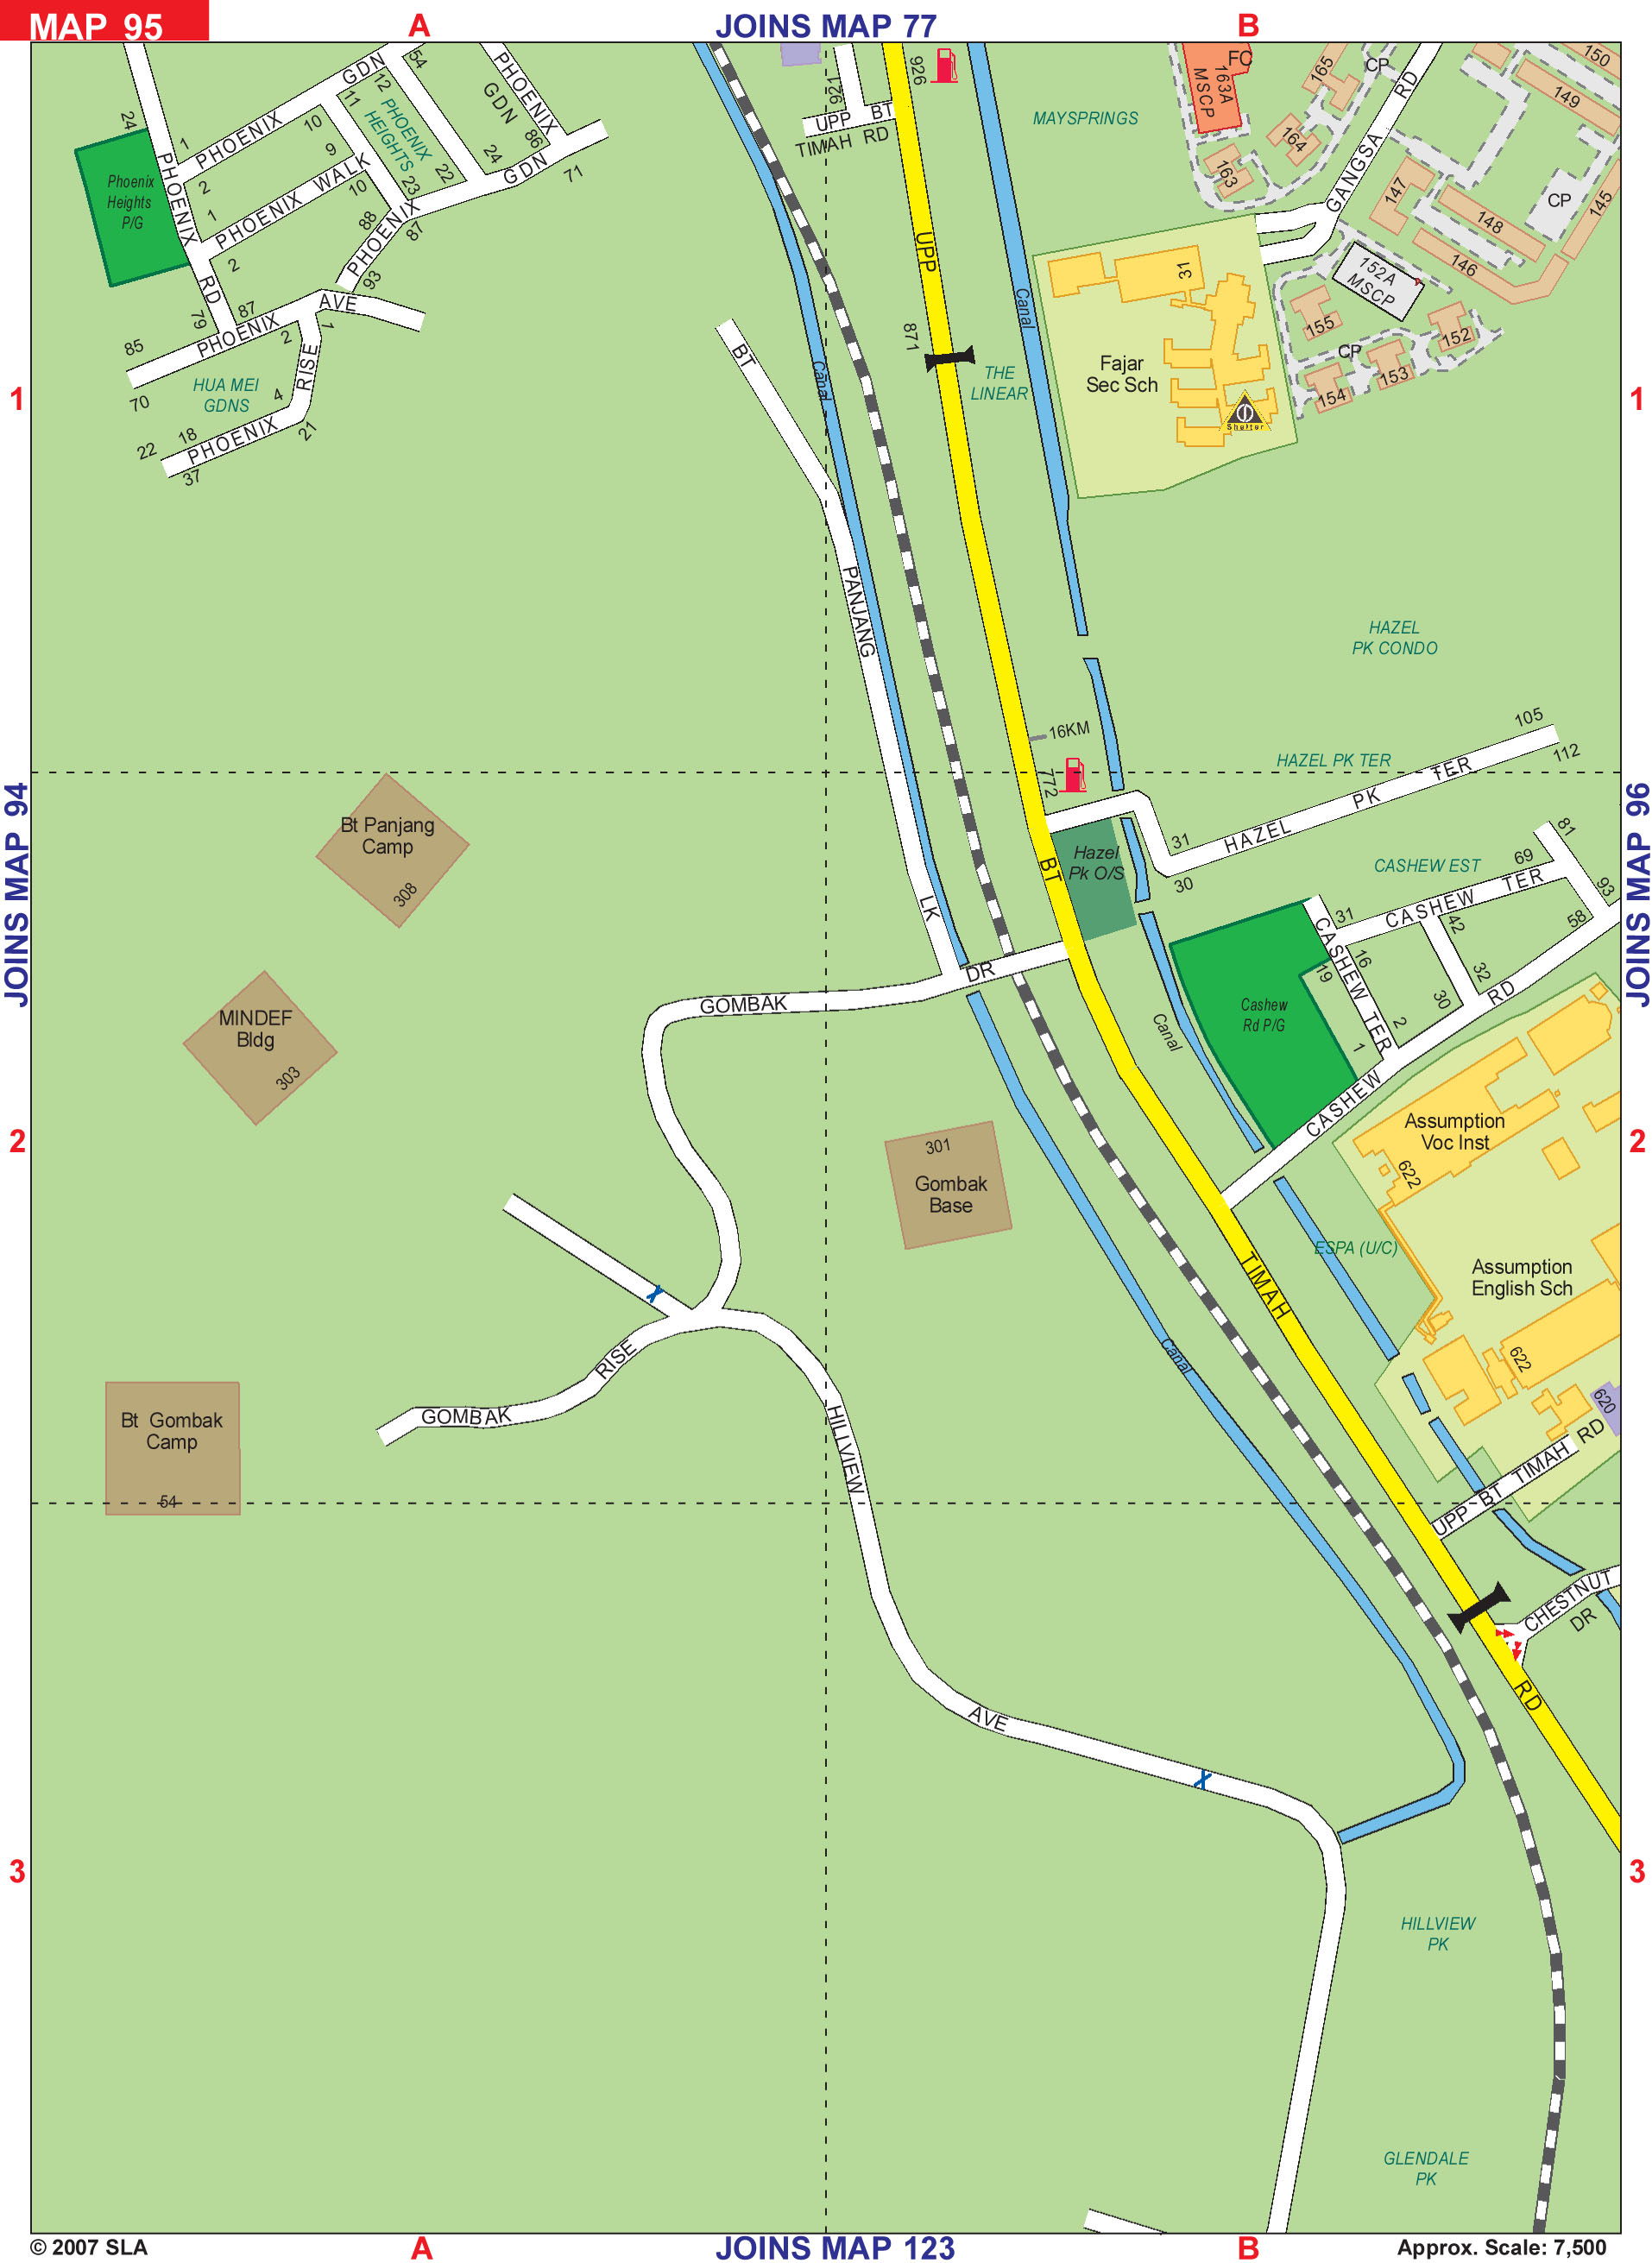 MAP 95
A
JOINS MAP 77
B
24
1
PHOENIX GDN
54
12
11
10
PHOENIX
HEIGHTS
PHOENIX
GDN
86
921
926
UPP BT
TIMAH RD
MAYSPRINGS
163A
MSCP
FC
165
CP
RD
150
149
164
163
GANGSA
147
148
CP
145
146
Phoenix
Heights
P/G
PHOENIX RD
2
1
9
PHOENIX WALK
10
23
22
24
GDN
71
88
PHOENIX
87
2
93
79
87
PHOENIX AVE
85
70
2
1
RISE
HUA MEI
GDNS
4
18
22
PHOENIX
21
37
UPP
871
Canal
Canal
THE
LINEAR
31
Fajar
Sec Sch
Shelter
152A
MSCP
155
152
CP
153
154
1
1
BT
PANJANG
LK
HAZEL
PK CONDO
16KM
772
HAZEL PK TER
105
112
HAZEL PK TER
31
30
JOINS MAP 94
JOINS MAP 96
Bt Panjang
Camp
308
BT
Hazel
Pk O/S
CASHEW EST
81
69
93
CASHEW TER
31
42
58
CASHEW TER
16
19
32
30
2
1
RD
CASHEW
MINDEF
Bldg
303
GOMBAK DR
Canal
Cashew
Rd P/G
2
2
301
Gombak
Base
Assumption
Voc Inst
622
ESPA (U/C)
Assumption
English Sch
TIMAH
Canal
622
620
RISE
GOMBAK
HILLVIEW
Bt Gombak
Camp
54
UPP BT TIMAH RD
CHESTNUT
DR
RD
AVE
3
3
HILLVIEW
PK
GLENDALE
PK
© 2007 SLA
A
JOINS MAP 123
B
Approx. Scale: 7,500